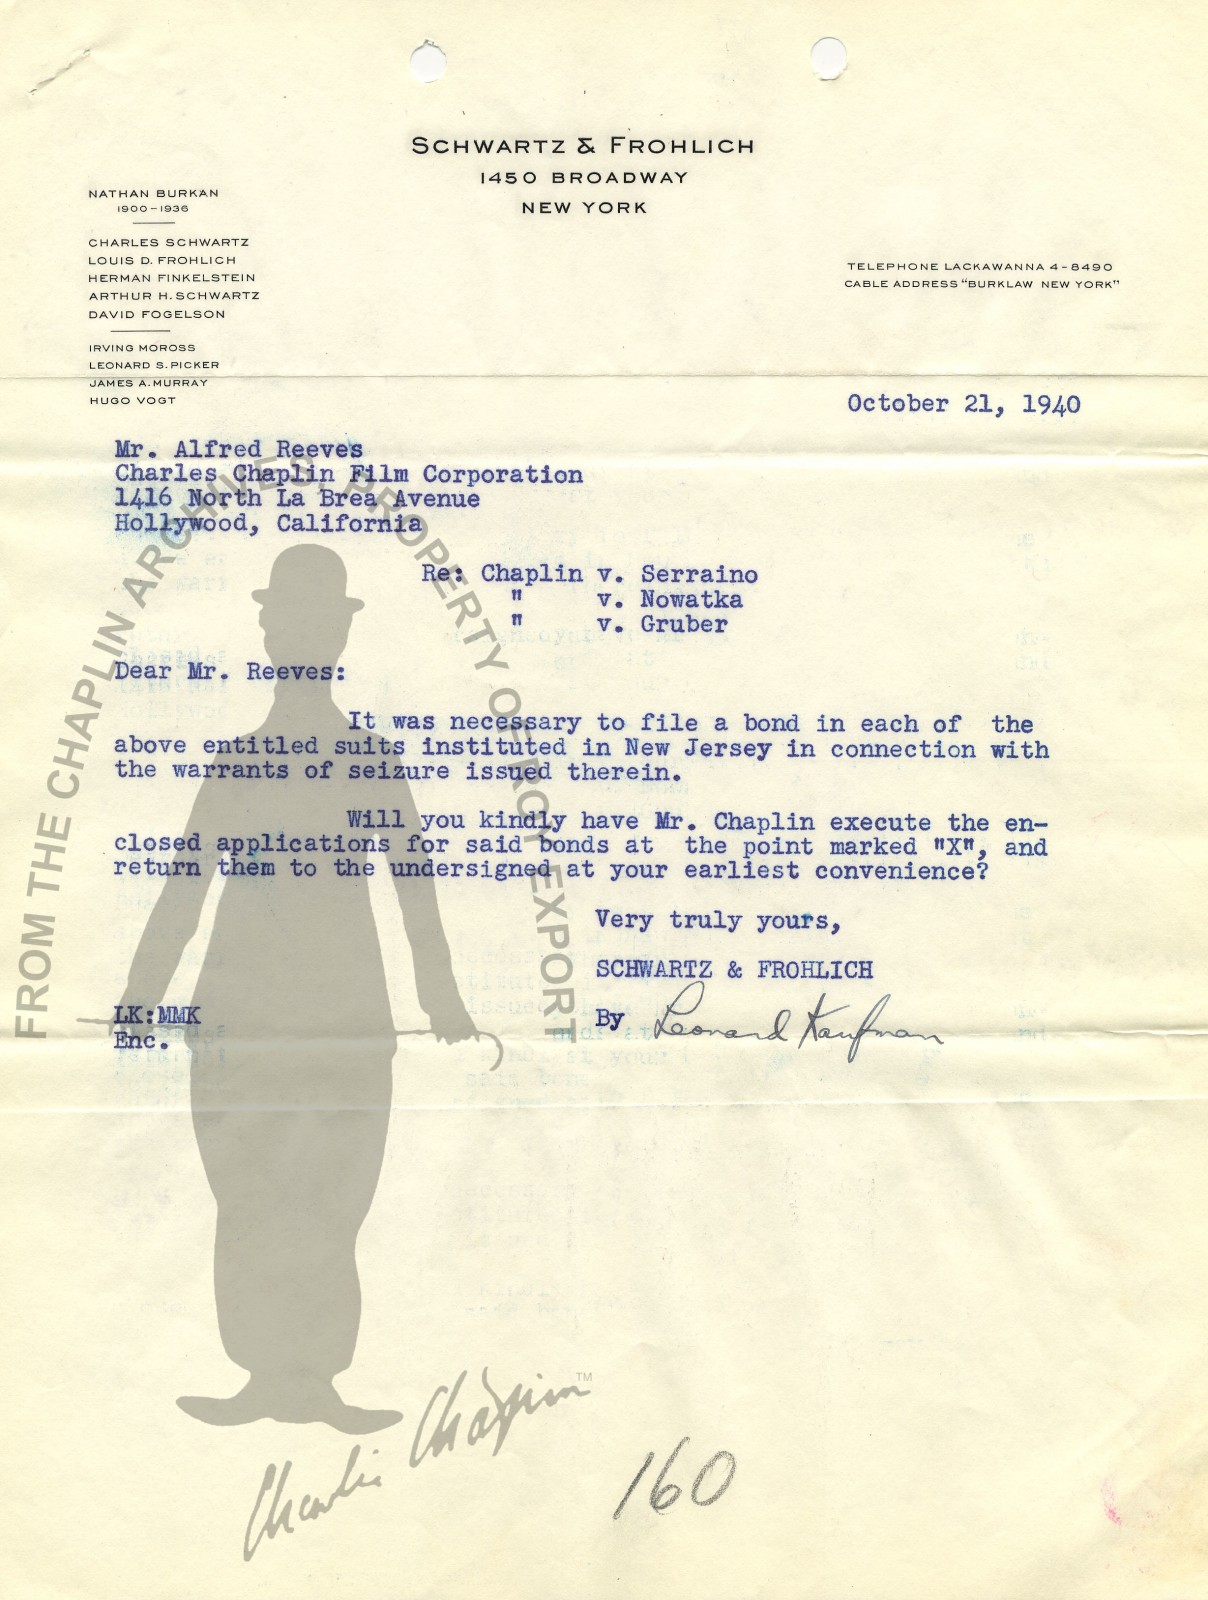 SCHWARTZ & FROHLICH
1450 BROADWAY
NEW YORK
NATHAN BURKAN
1900-1936
CHARLES SCHWARTZ
LOUIS D. FROHLICH
HERMAN FINKELSTEIN
ARTHUR H. SCHWARTZ
DAVID FOGELSON
IRVING MOROSS
LEONARD S. PICKER
JAMES A. MURRAY
HUGO VOGT
TELEPHONE LACKAWANNA 4-8490
CABLE ADDRESS "BURKLAW NEW YORK"
October 21, 1940
Mr. Alfred Reeves
Charles Chaplin Film Corporation
1416 North La Brea Avenue
Hollywood, California
Re: Chaplin v. Serraino
" v. Nowatka
" v. Gruber
Dear Mr. Reeves:
It was necessary to file a bond in each of the
above entitled suits instituted in New Jersey in connection with
the warrants of seizure issued therein.
Will you kindly have Mr. Chaplin execute the en-
closed applications for said bonds at the point marked "X", and
return them to the undersigned at your earliest convenience?
Very truly yours,
SCHWARTZ & FROHLICH
By Leonard Kaufman
LK:MMK
Enc.
FROM THE CHAPLIN ARCHIVES, PROPERTY OF ROY EXPORT
Charlie Chaplin™
160